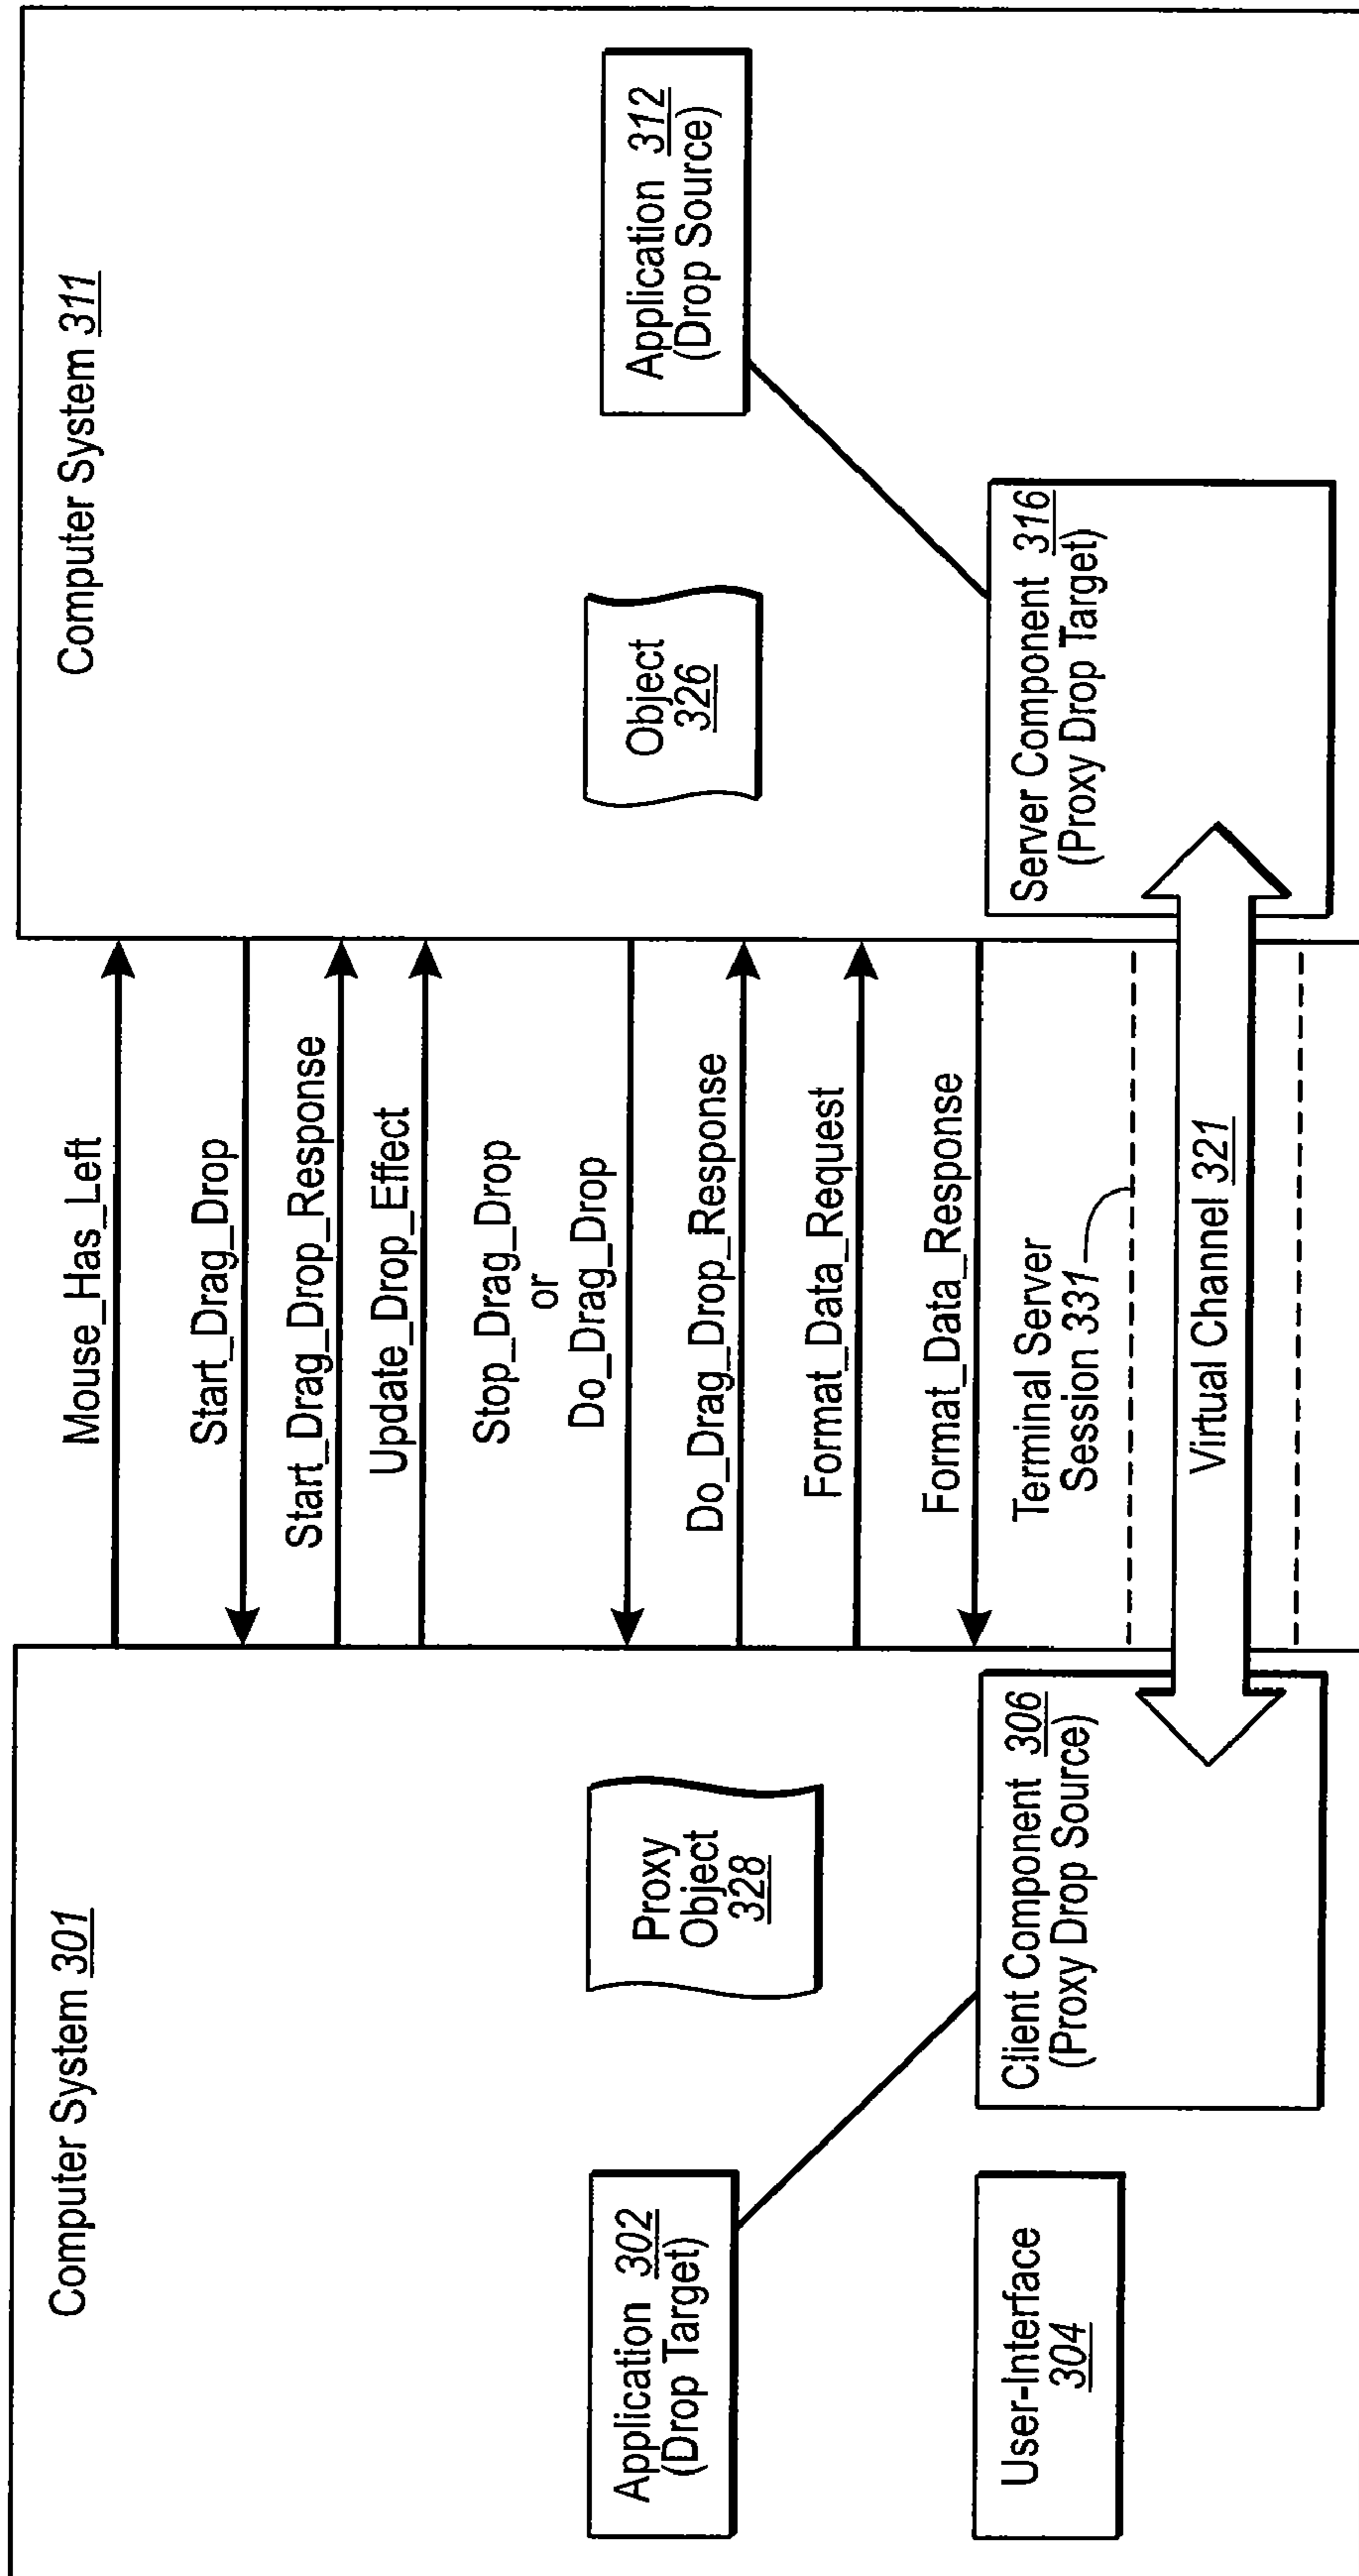 Computer System 301
Application 302
(Drop Target)
User-Interface
304
Proxy
Object
328
Client Component 306
(Proxy Drop Source)
Mouse_Has_Left
Start_Drag_Drop
Start_Drag_Drop_Response
Update_Drop_Effect
Stop_Drag_Drop
or
Do_Drag_Drop
Do_Drag_Drop_Response
Format_Data_Request
Format_Data_Response
Terminal Server
Session 331
Virtual Channel 321
Computer System 311
Object
326
Application 312
(Drop Source)
Server Component 316
(Proxy Drop Target)